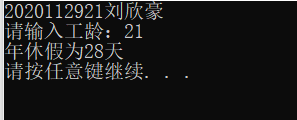 2020112921刘欣豪
请输入工龄：21
年休假为28天
请按任意键继续. . .